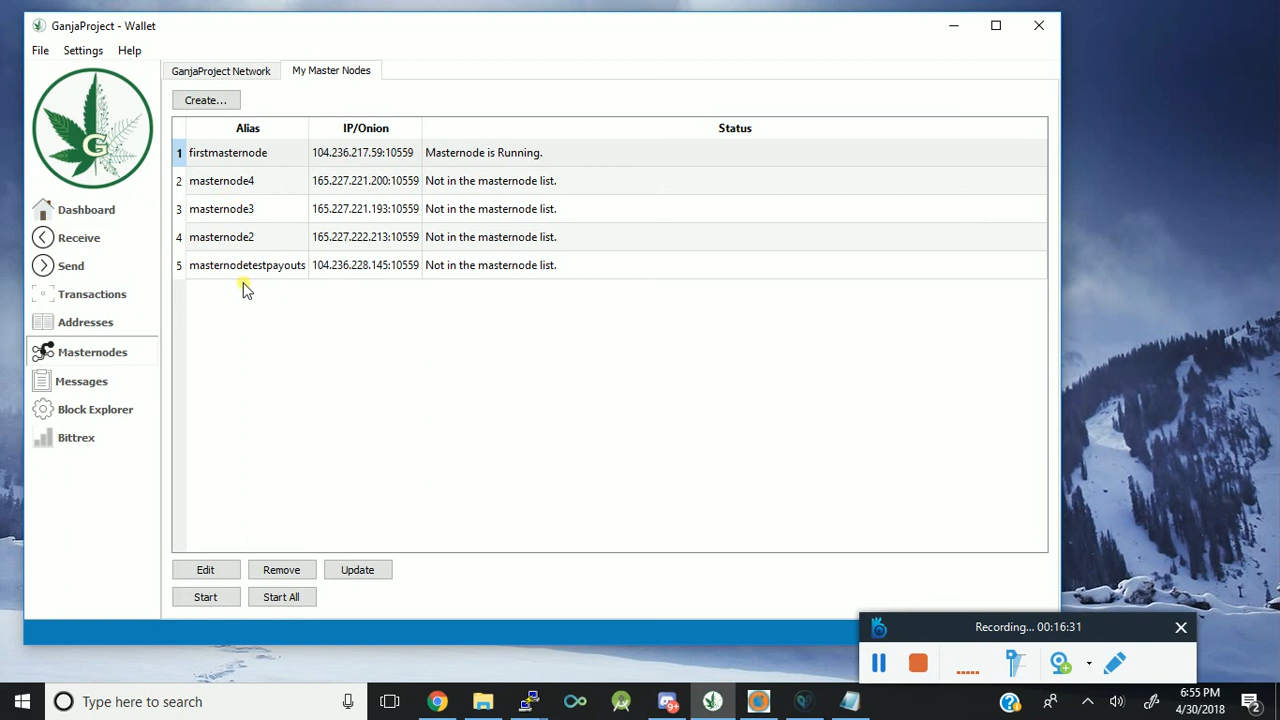 GanjaProject - Wallet
File Settings Help
GanjaProject Network My Master Nodes
Create...
Alias IP/Onion Status
1 firstmasternode 104.236.217.59:10559 Masternode is Running.
2 masternode4 165.227.221.200:10559 Not in the masternode list.
3 masternode3 165.227.221.193:10559 Not in the masternode list.
4 masternode2 165.227.222.213:10559 Not in the masternode list.
5 masternodetestpayouts 104.236.228.145:10559 Not in the masternode list.
G
Dashboard
Receive
Send
Transactions
Addresses
Masternodes
Messages
Block Explorer
Bittrex
Edit Remove Update
Start Start All
Recording... 00:16:31
Type here to search
6:55 PM
4/30/2018
2